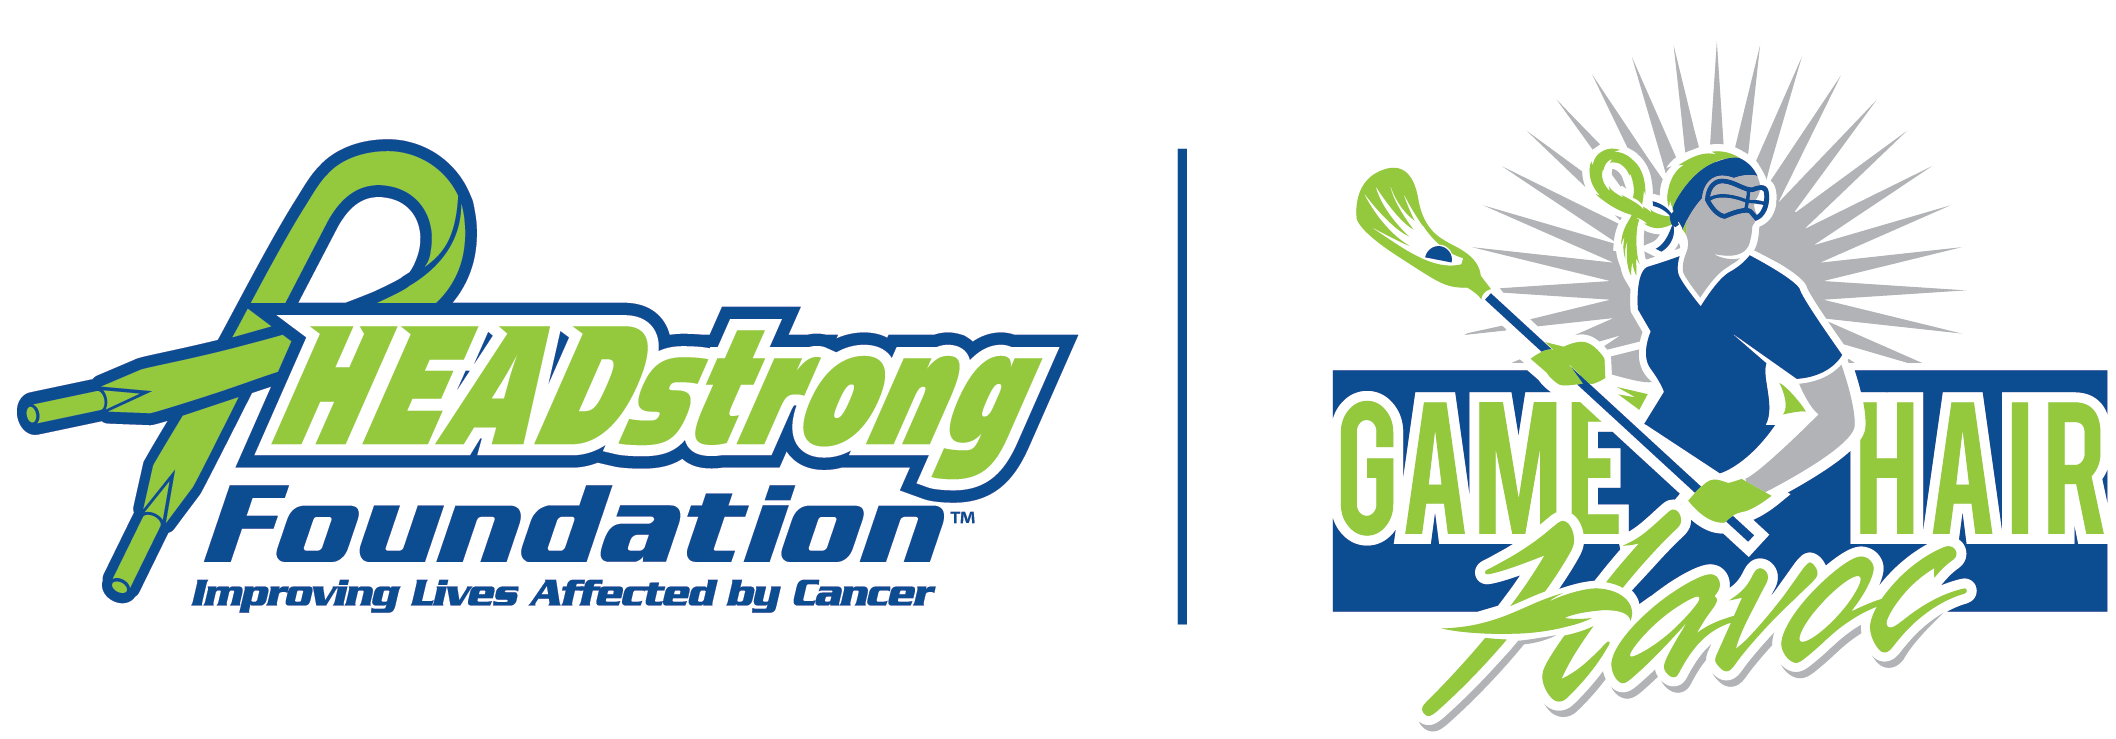 HEADstrong
Foundation™
Improving Lives Affected by Cancer
GAME HAIR
Havoc